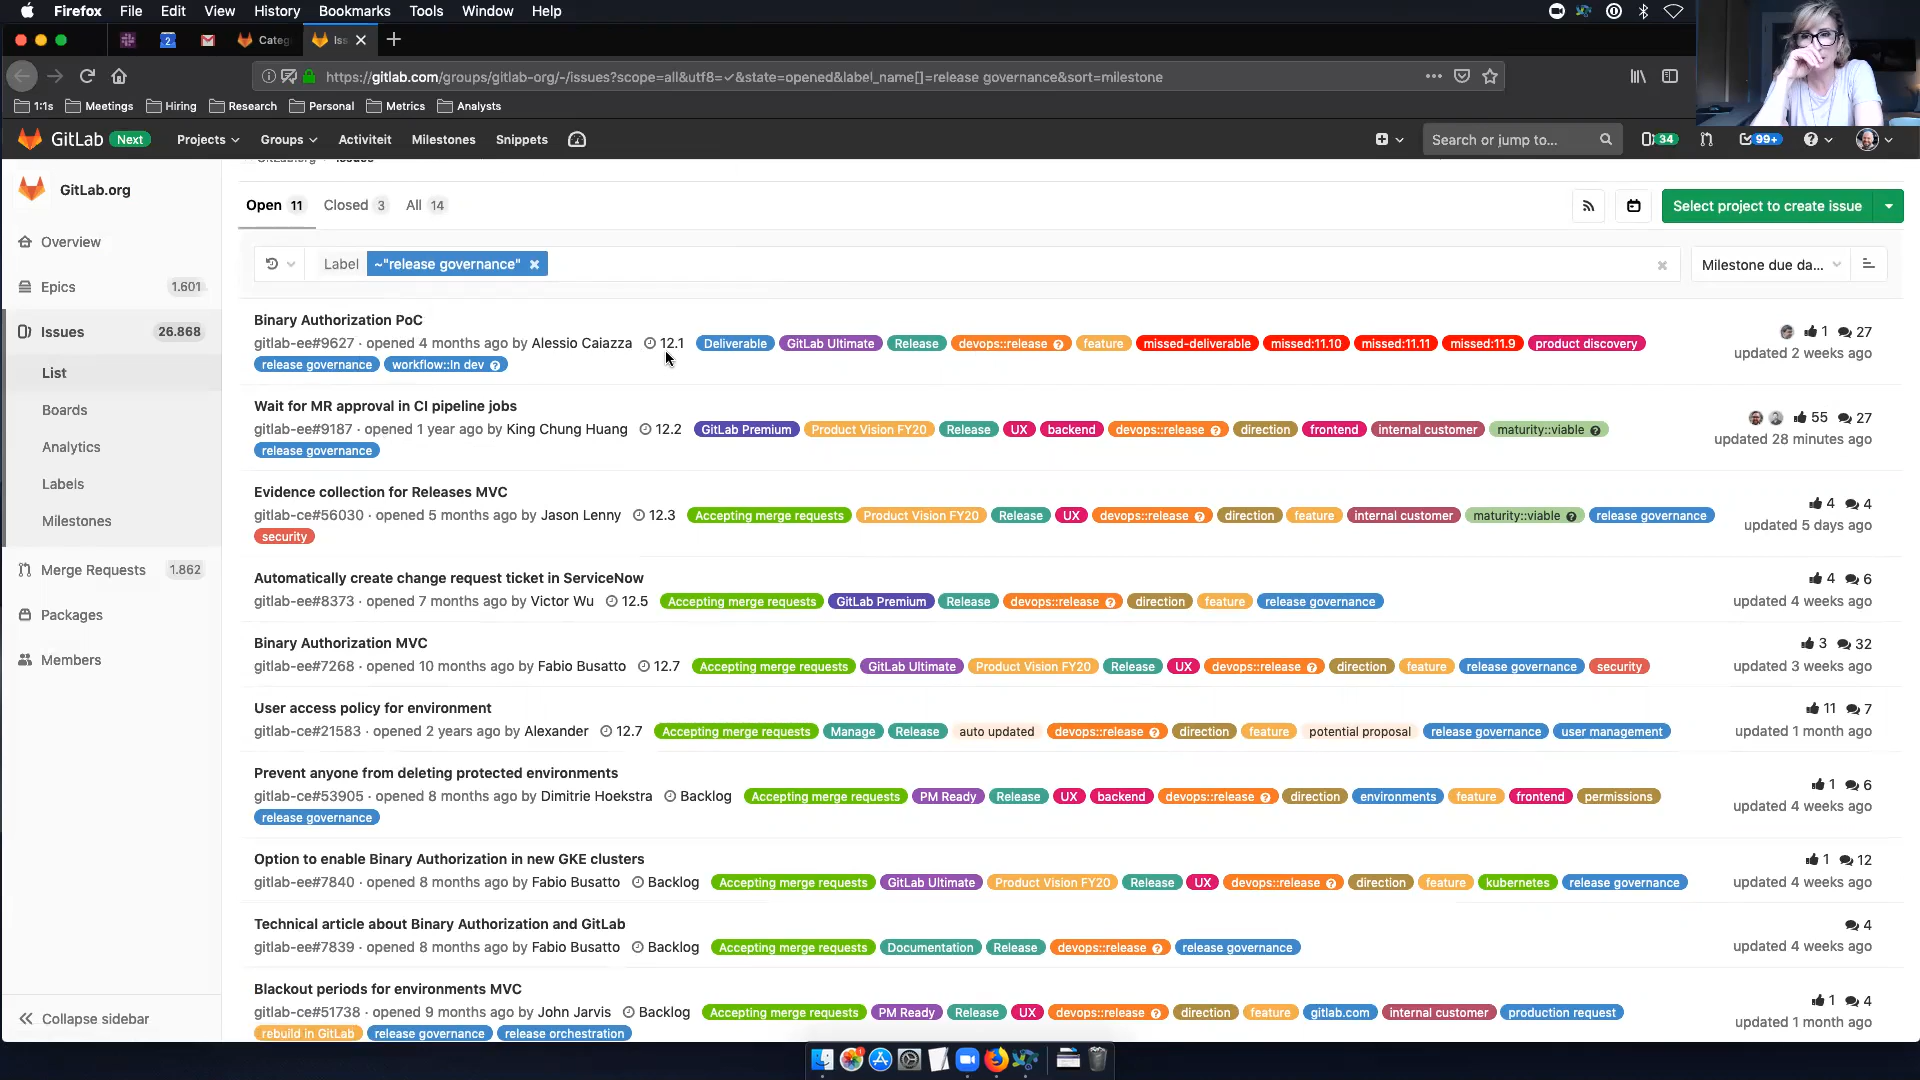 Firefox File Edit View History Bookmarks Tools Window Help
2 Categ Iss
https://gitlab.com/groups/gitlab-org/-/issues?scope=all&utf8=✓&state=opened&label_name[]=release governance&sort=milestone
1:1s Meetings Hiring Research Personal Metrics Analysts
GitLab Next Projects Groups Activiteit Milestones Snippets Search or jump to... 34 99+
GitLab.org Issues
GitLab.org
Overview
Epics 1.601
Issues 26.868
List
Boards
Analytics
Labels
Milestones
Merge Requests 1.862
Packages
Members
Collapse sidebar
Open 11 Closed 3 All 14 Select project to create issue
Label ~"release governance" Milestone due da...
Binary Authorization PoC 1 27
gitlab-ee#9627 · opened 4 months ago by Alessio Caiazza 12.1 Deliverable GitLab Ultimate Release devops::release feature missed-deliverable missed:11.10 missed:11.11 missed:11.9 product discovery updated 2 weeks ago
release governance workflow::In dev
Wait for MR approval in CI pipeline jobs 55 27
gitlab-ee#9187 · opened 1 year ago by King Chung Huang 12.2 GitLab Premium Product Vision FY20 Release UX backend devops::release direction frontend internal customer maturity::viable updated 28 minutes ago
release governance
Evidence collection for Releases MVC 4 4
gitlab-ce#56030 · opened 5 months ago by Jason Lenny 12.3 Accepting merge requests Product Vision FY20 Release UX devops::release direction feature internal customer maturity::viable release governance updated 5 days ago
security
Automatically create change request ticket in ServiceNow 4 6
gitlab-ee#8373 · opened 7 months ago by Victor Wu 12.5 Accepting merge requests GitLab Premium Release devops::release direction feature release governance updated 4 weeks ago
Binary Authorization MVC 3 32
gitlab-ee#7268 · opened 10 months ago by Fabio Busatto 12.7 Accepting merge requests GitLab Ultimate Product Vision FY20 Release UX devops::release direction feature release governance security updated 3 weeks ago
User access policy for environment 11 7
gitlab-ce#21583 · opened 2 years ago by Alexander 12.7 Accepting merge requests Manage Release auto updated devops::release direction feature potential proposal release governance user management updated 1 month ago
Prevent anyone from deleting protected environments 1 6
gitlab-ce#53905 · opened 8 months ago by Dimitrie Hoekstra Backlog Accepting merge requests PM Ready Release UX backend devops::release direction environments feature frontend permissions updated 4 weeks ago
release governance
Option to enable Binary Authorization in new GKE clusters 1 12
gitlab-ee#7840 · opened 8 months ago by Fabio Busatto Backlog Accepting merge requests GitLab Ultimate Product Vision FY20 Release UX devops::release direction feature kubernetes release governance updated 4 weeks ago
Technical article about Binary Authorization and GitLab 4
gitlab-ee#7839 · opened 8 months ago by Fabio Busatto Backlog Accepting merge requests Documentation Release devops::release release governance updated 4 weeks ago
Blackout periods for environments MVC 1 4
gitlab-ce#51738 · opened 9 months ago by John Jarvis Backlog Accepting merge requests PM Ready Release UX devops::release direction feature gitlab.com internal customer production request updated 1 month ago
rebuild in GitLab release governance release orchestration